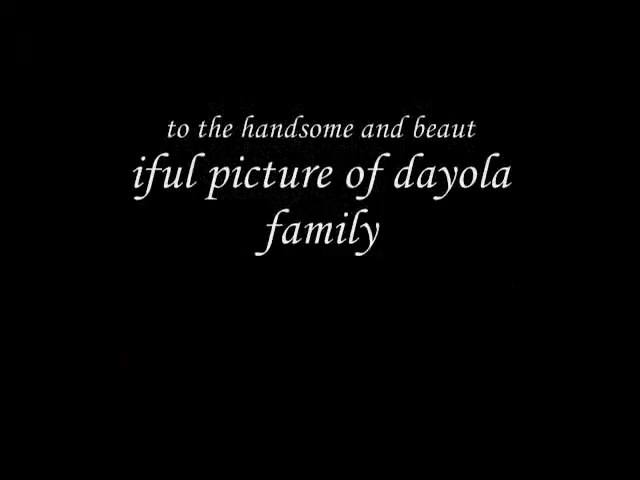 to the handsome and beaut
iful picture of dayola
family